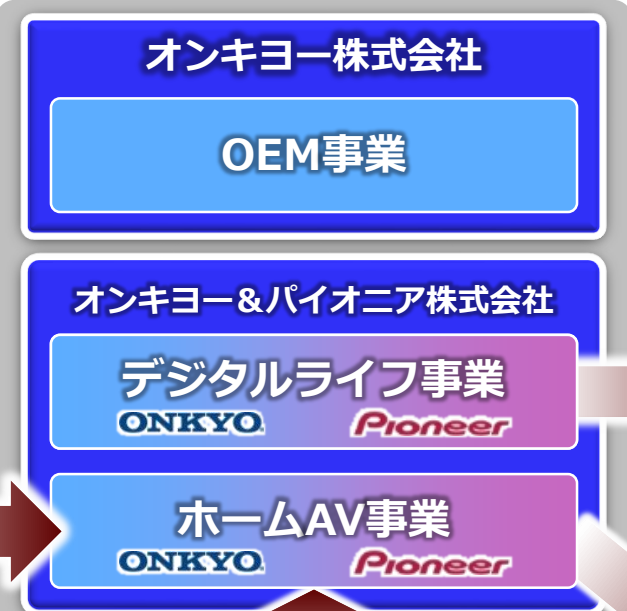 オンキヨー株式会社
OEM事業
オンキヨー＆パイオニア株式会社
デジタルライフ事業
ONKYO Pioneer
ホームAV事業
ONKYO Pioneer